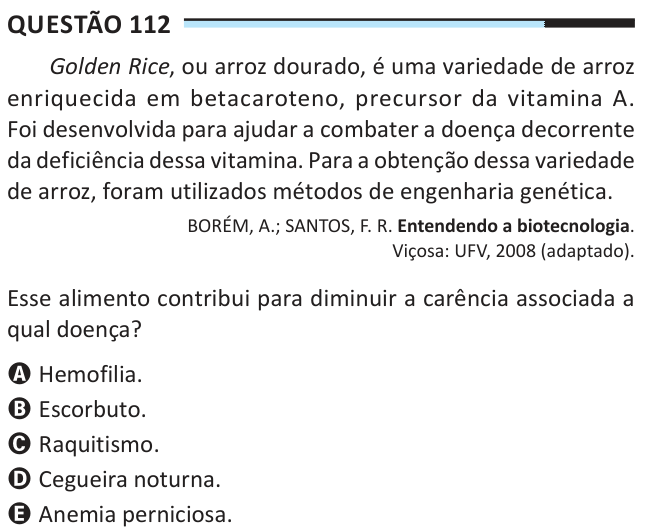 QUESTÃO 112
Golden Rice, ou arroz dourado, é uma variedade de arroz
enriquecida em betacaroteno, precursor da vitamina A.
Foi desenvolvida para ajudar a combater a doença decorrente
da deficiência dessa vitamina. Para a obtenção dessa variedade
de arroz, foram utilizados métodos de engenharia genética.
BORÉM, A.; SANTOS, F. R. Entendendo a biotecnologia.
Viçosa: UFV, 2008 (adaptado).
Esse alimento contribui para diminuir a carência associada a
qual doença?
A Hemofilia.
B Escorbuto.
C Raquitismo.
D Cegueira noturna.
E Anemia perniciosa.